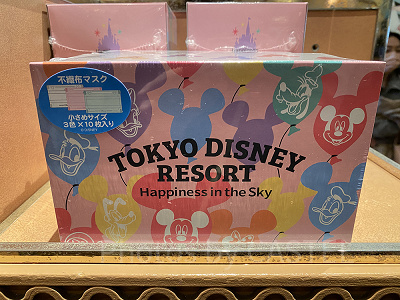 不織布マスク
小さめサイズ
3色×10枚入り
©DISNEY
TOKYO DISNEY
RESORT
Happiness in the Sky